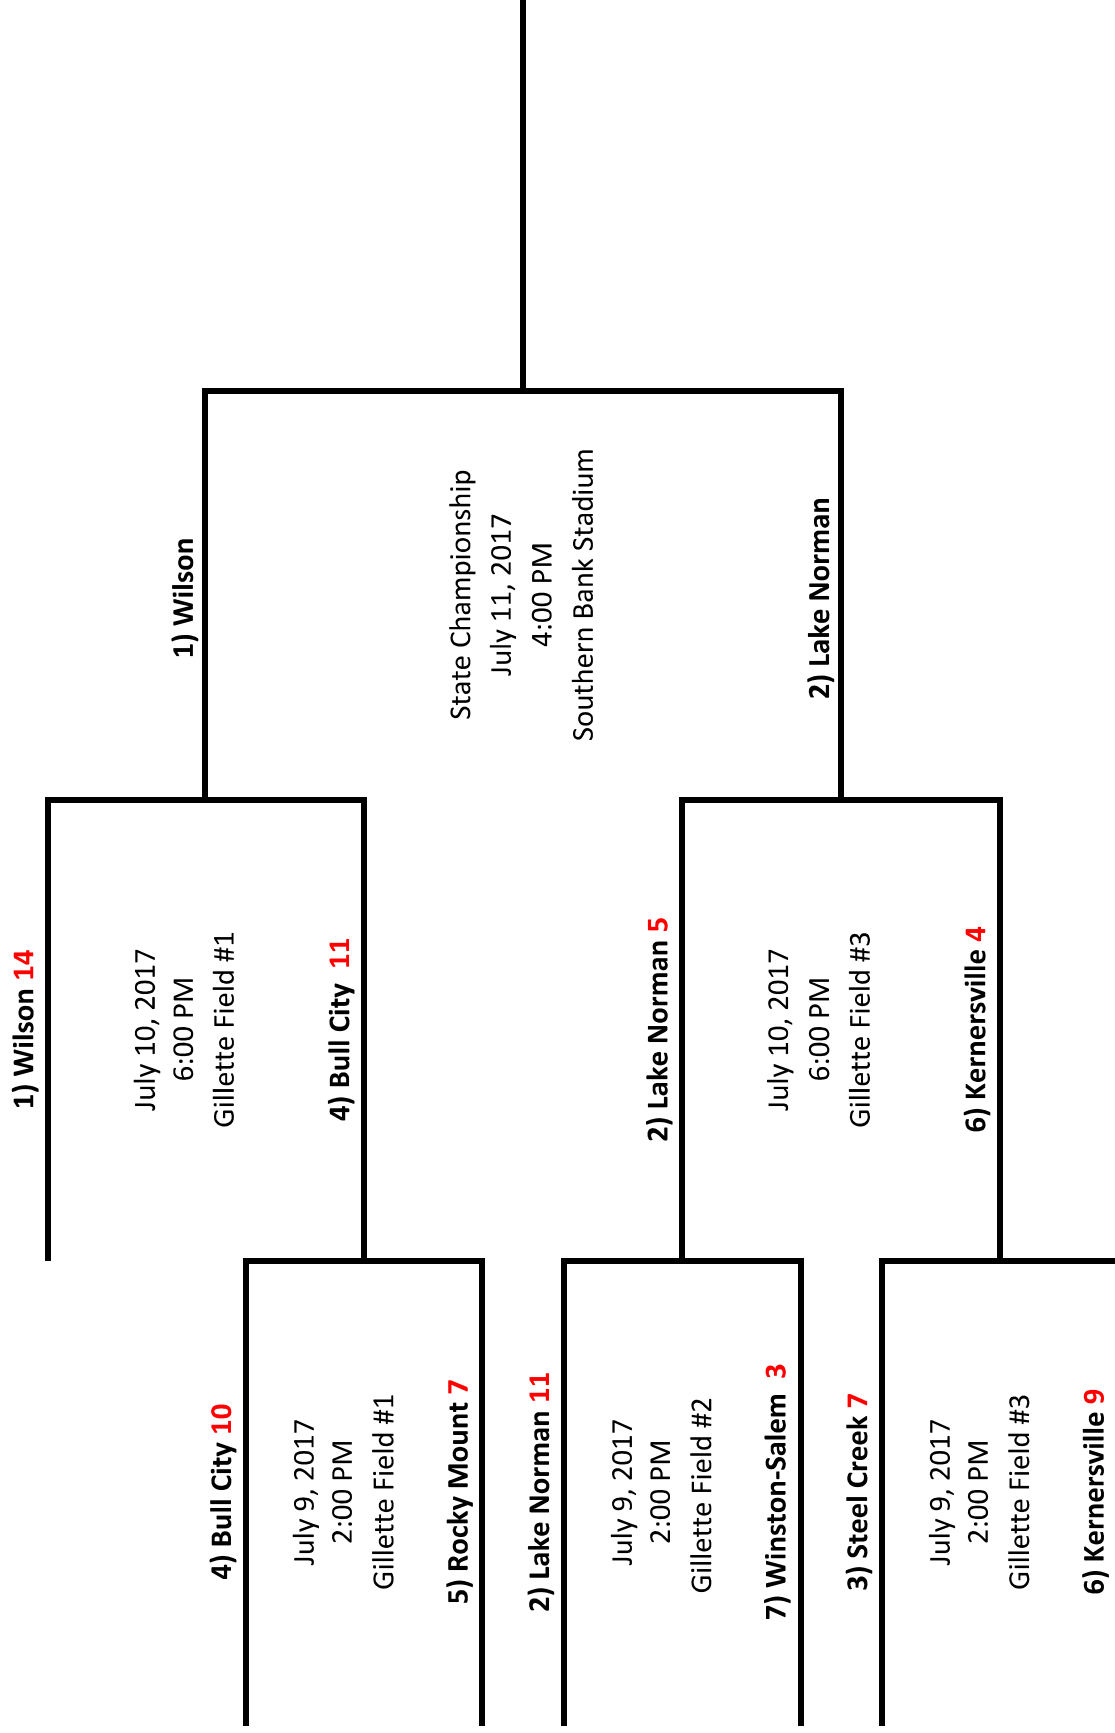 1) Wilson 14
July 10, 2017
6:00 PM
Gillette Field #1
4) Bull City  11
1) Wilson
4) Bull City 10
July 9, 2017
2:00 PM
Gillette Field #1
5) Rocky Mount 7
State Championship
July 11, 2017
4:00 PM
Southern Bank Stadium
2) Lake Norman 11
July 9, 2017
2:00 PM
Gillette Field #2
7) Winston-Salem  3
2) Lake Norman 5
July 10, 2017
6:00 PM
Gillette Field #3
6) Kernersville 4
2) Lake Norman
3) Steel Creek 7
July 9, 2017
2:00 PM
Gillette Field #3
6) Kernersville 9